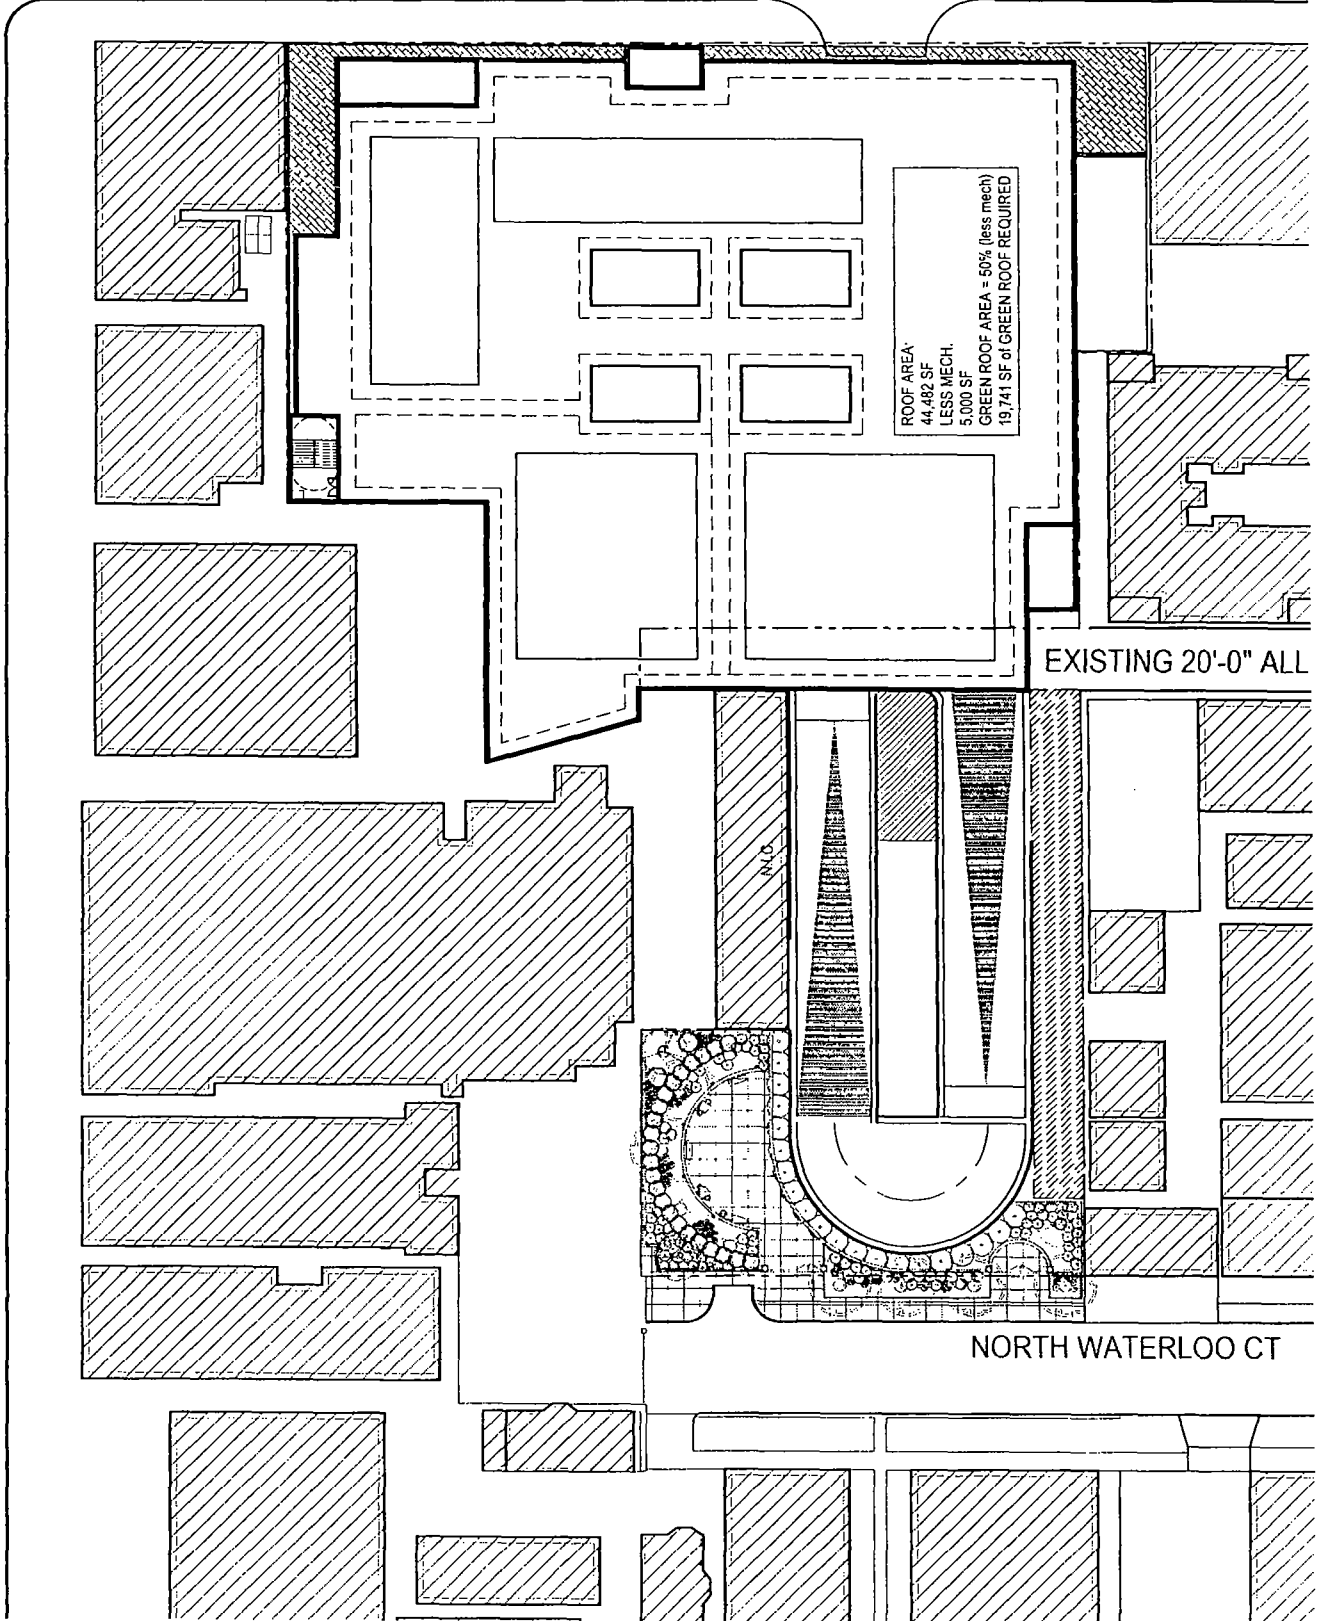 ROOF AREA:
44,482 SF
LESS MECH.
5,000 SF
GREEN ROOF AREA = 50% (less mech)
19,741 SF of GREEN ROOF REQUIRED
EXISTING 20'-0" ALL
N.I.C.
NORTH WATERLOO CT